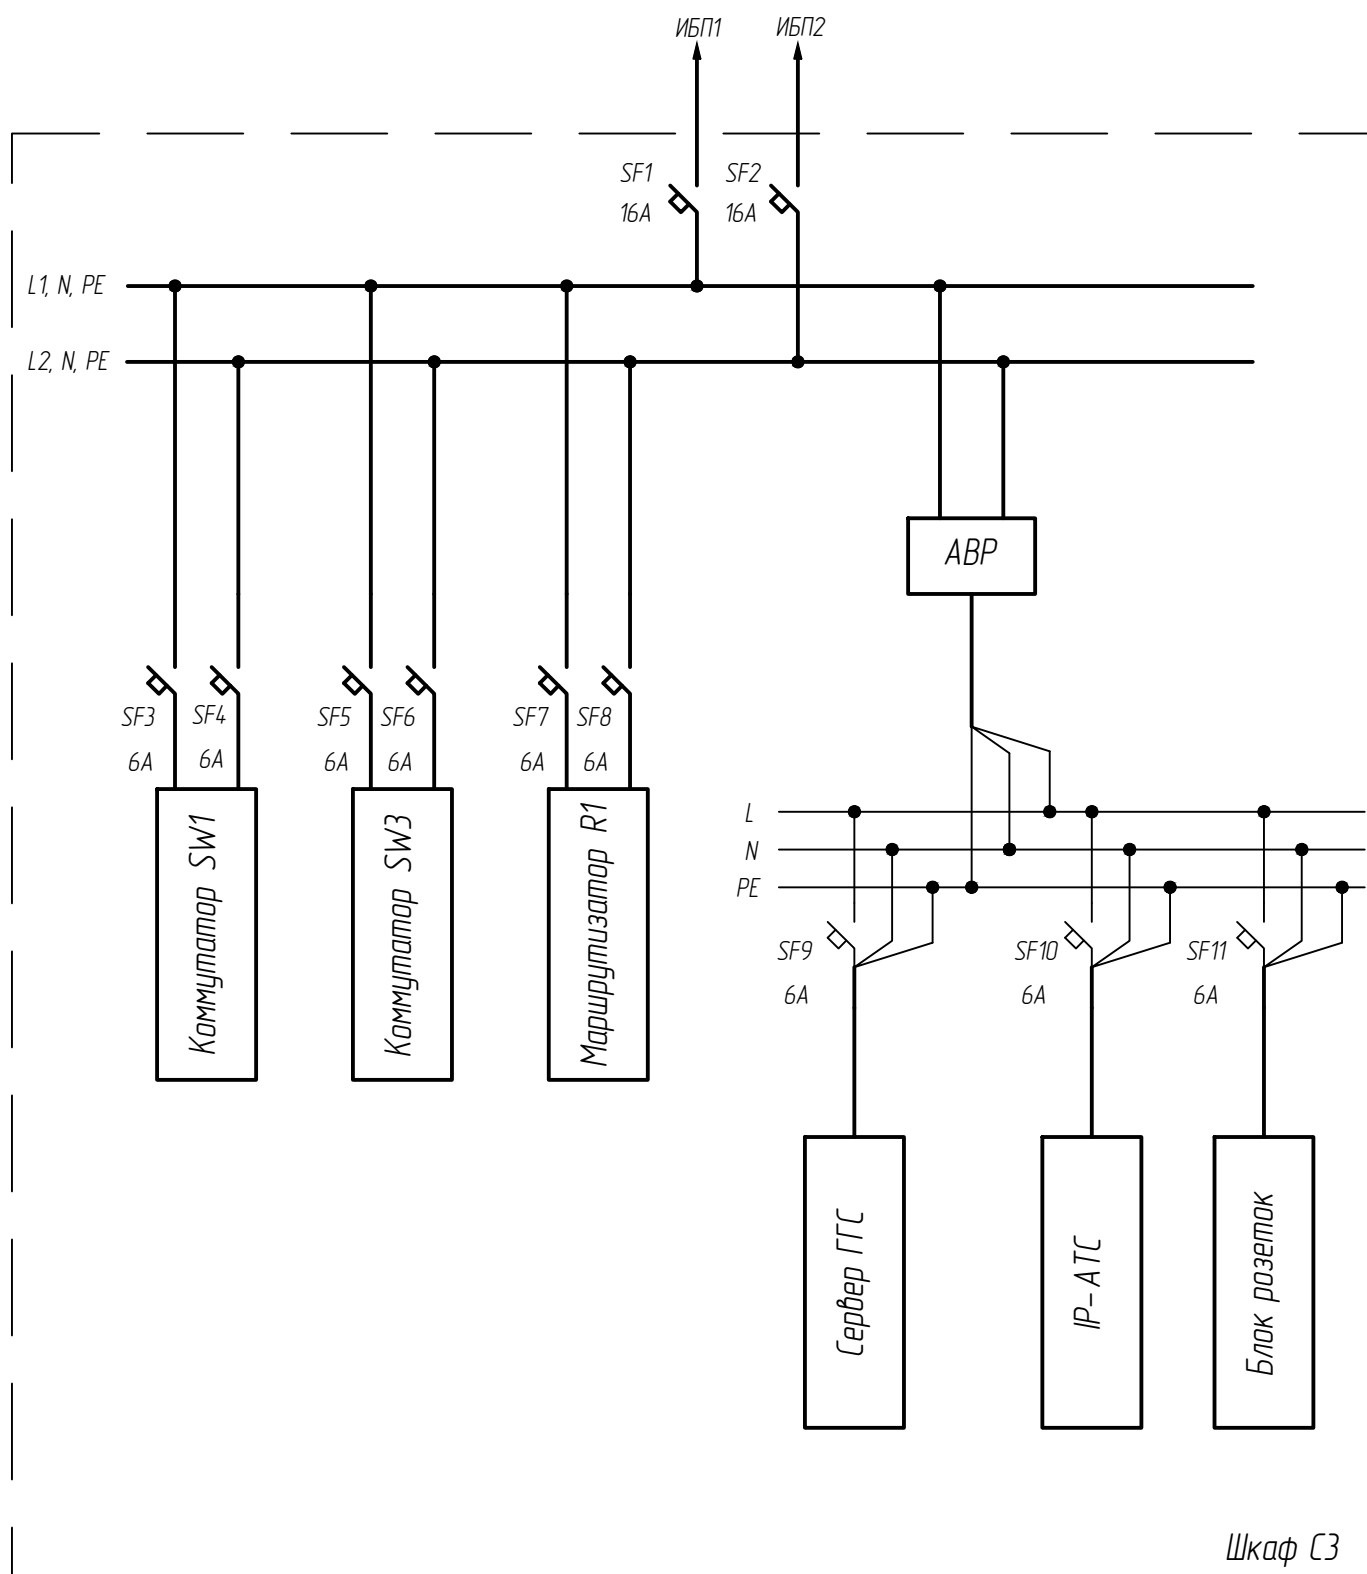 ИБП1
ИБП2
SF1
16А
SF2
16А
L1, N, PE
L2, N, PE
АВР
SF3
6А
SF4
6А
SF5
6А
SF6
6А
SF7
6А
SF8
6А
Коммутатор SW1
Коммутатор SW3
Маршрутизатор R1
L
N
PE
SF9
6А
SF10
6А
SF11
6А
Сервер ГГС
IP-АТС
Блок розеток
Шкаф С3